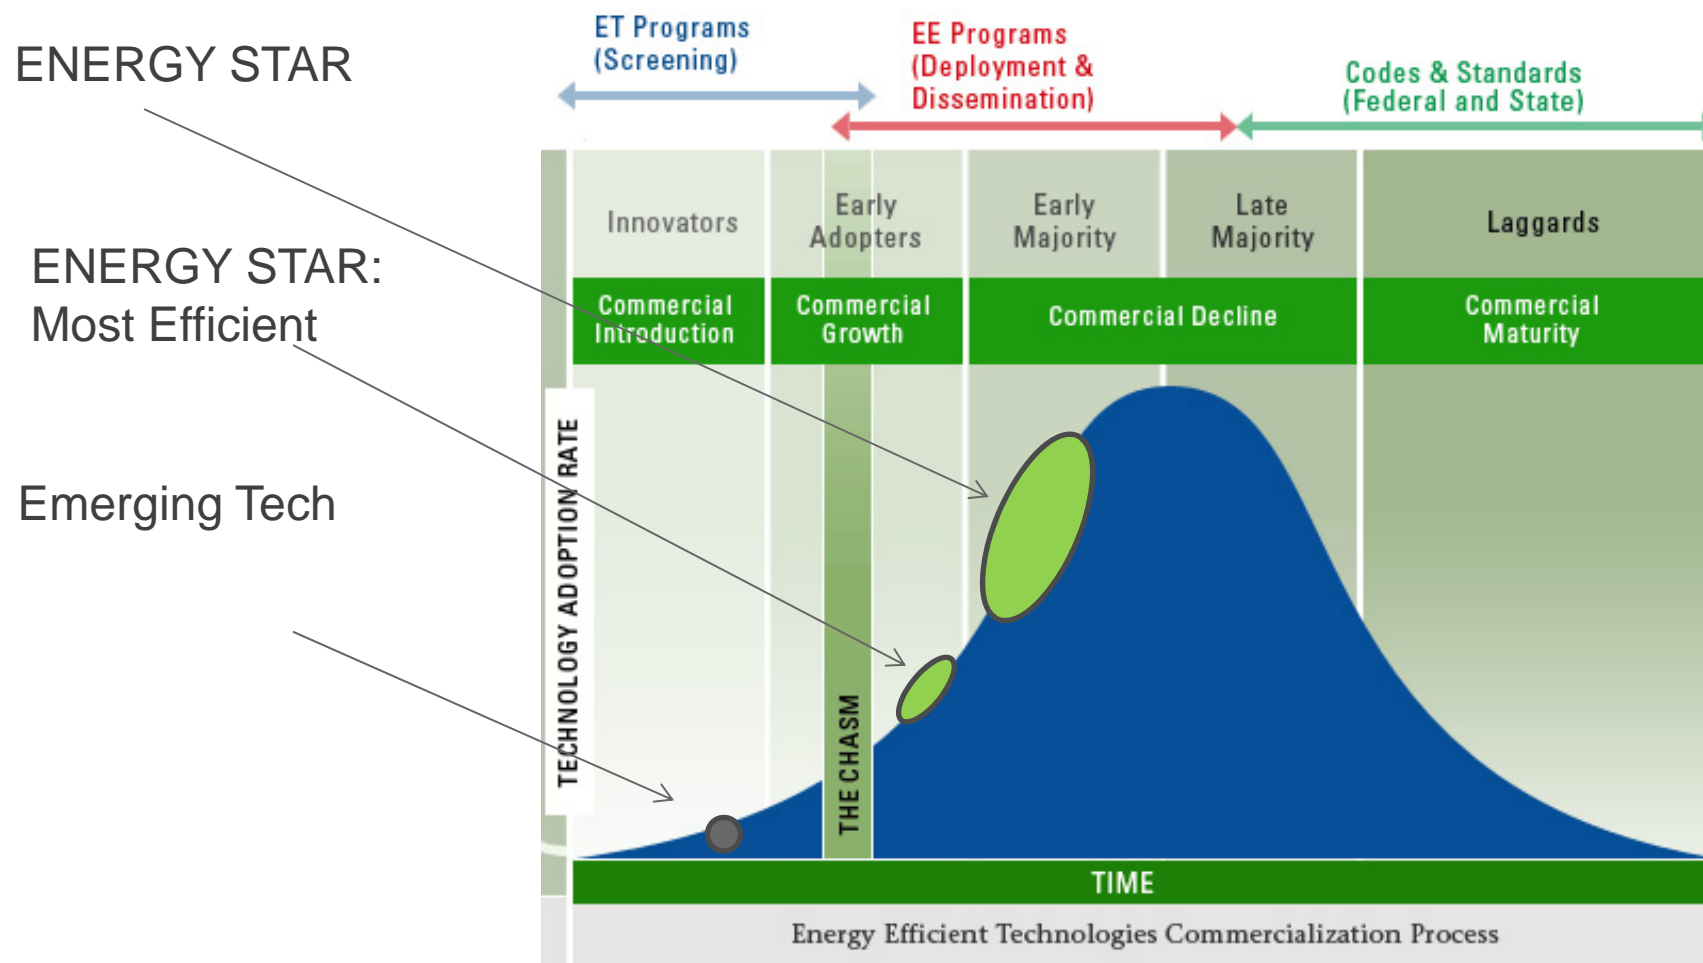 ENERGY STAR
ENERGY STAR:
Most Efficient
Emerging Tech
ET Programs
(Screening)
EE Programs
(Deployment &
Dissemination)
Codes & Standards
(Federal and State)
Innovators
Early
Adopters
Early
Majority
Late
Majority
Laggards
Commercial
Introduction
Commercial
Growth
Commercial Decline
Commercial
Maturity
TECHNOLOGY ADOPTION RATE
THE CHASM
TIME
Energy Efficient Technologies Commercialization Process